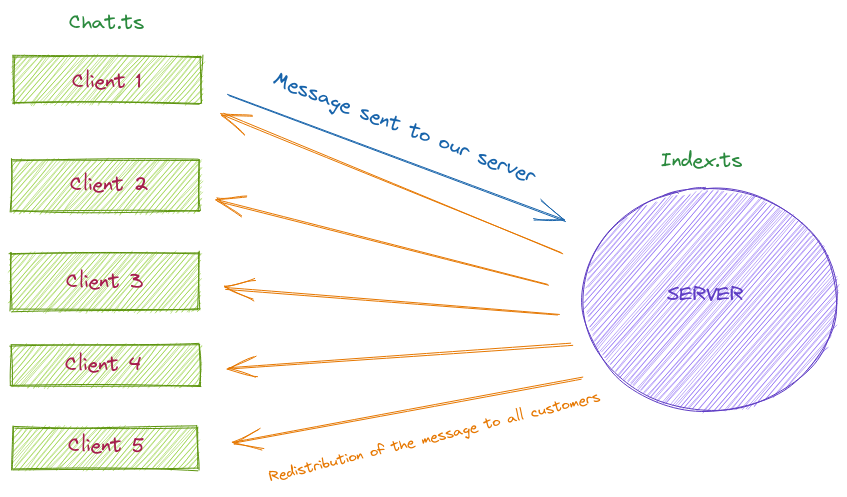 Chat.ts
Client 1
Message sent to our server
Client 2
Index.ts
Client 3
SERVER
Client 4
Client 5
Redistribution of the message to all customers